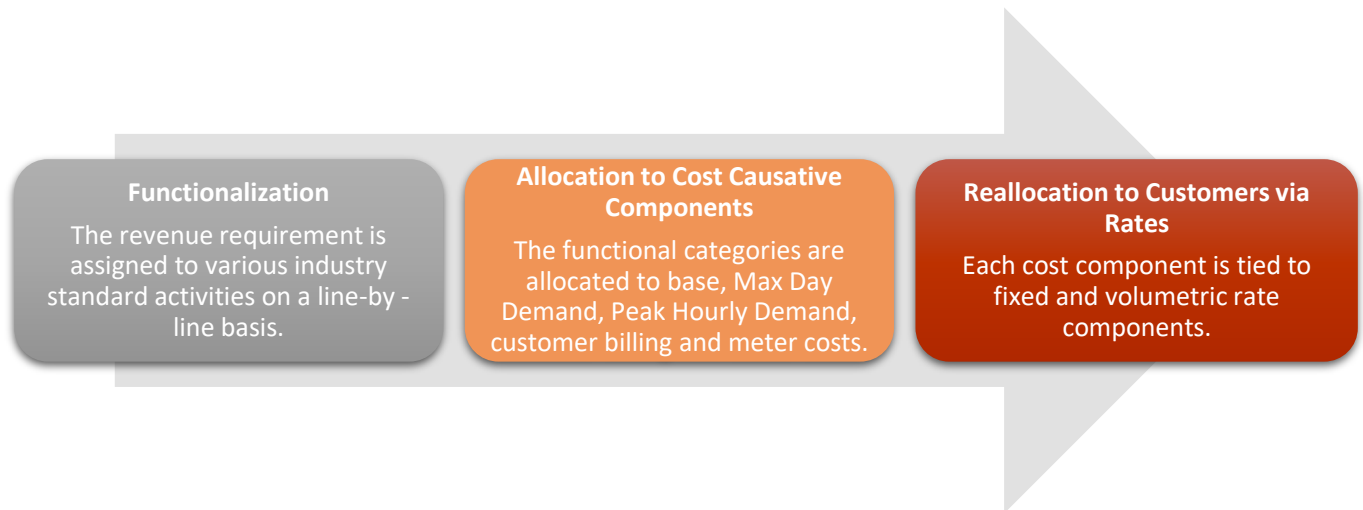 Functionalization
The revenue requirement is
assigned to various industry
standard activities on a line-by -
line basis.
Allocation to Cost Causative
Components
The functional categories are
allocated to base, Max Day
Demand, Peak Hourly Demand,
customer billing and meter costs.
Reallocation to Customers via
Rates
Each cost component is tied to
fixed and volumetric rate
components.